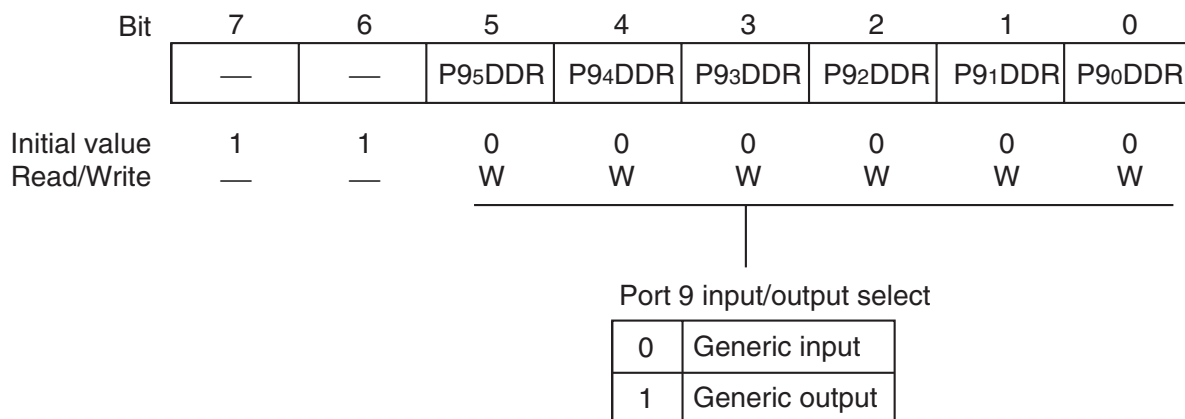 Bit 7 6 5 4 3 2 1 0
— — P95DDR P94DDR P93DDR P92DDR P91DDR P90DDR
Initial value 1 1 0 0 0 0 0 0
Read/Write — — W W W W W W
Port 9 input/output select
0 Generic input
1 Generic output